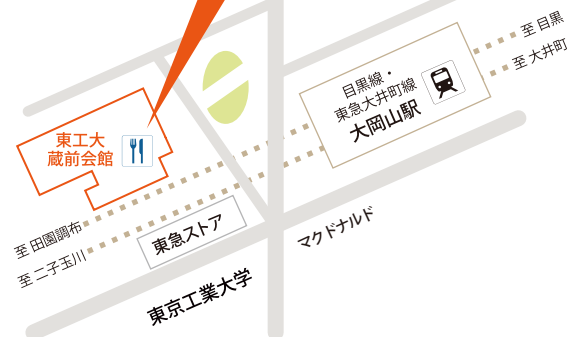 至 目黒
至 大井町
目黒線・
東急大井町線
大岡山駅
東工大
蔵前会館
至 田園調布
至 二子玉川
東急ストア
マクドナルド
東京工業大学